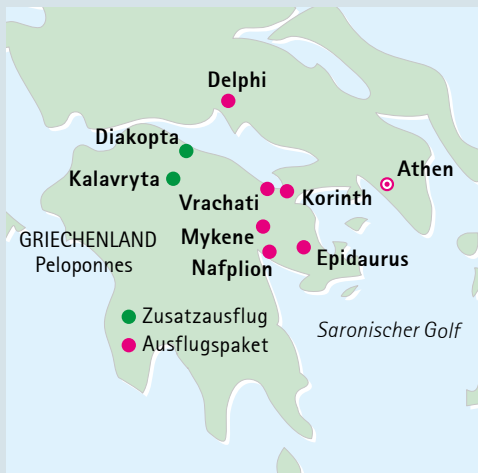 Delphi
Diakopta
Kalavryta
Athen
Vrachati
Korinth
GRIECHENLAND
Peloponnes
Mykene
Nafplion
Epidaurus
Zusatzausflug
Saronischer Golf
Ausflugspaket